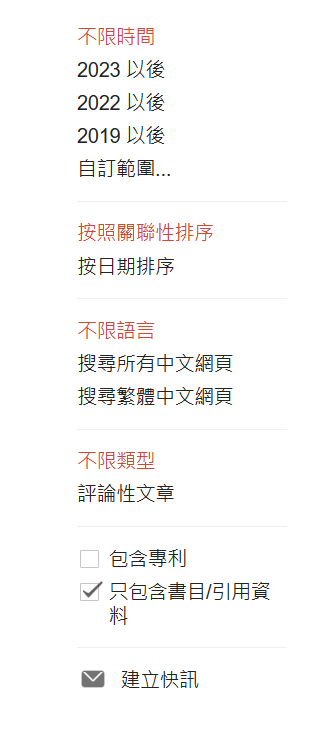 不限時間
2023 以後
2022 以後
2019 以後
自訂範圍...
按照關聯性排序
按日期排序
不限語言
搜尋所有中文網頁
搜尋繁體中文網頁
不限類型
評論性文章
包含專利
只包含書目/引用資
料
建立快訊